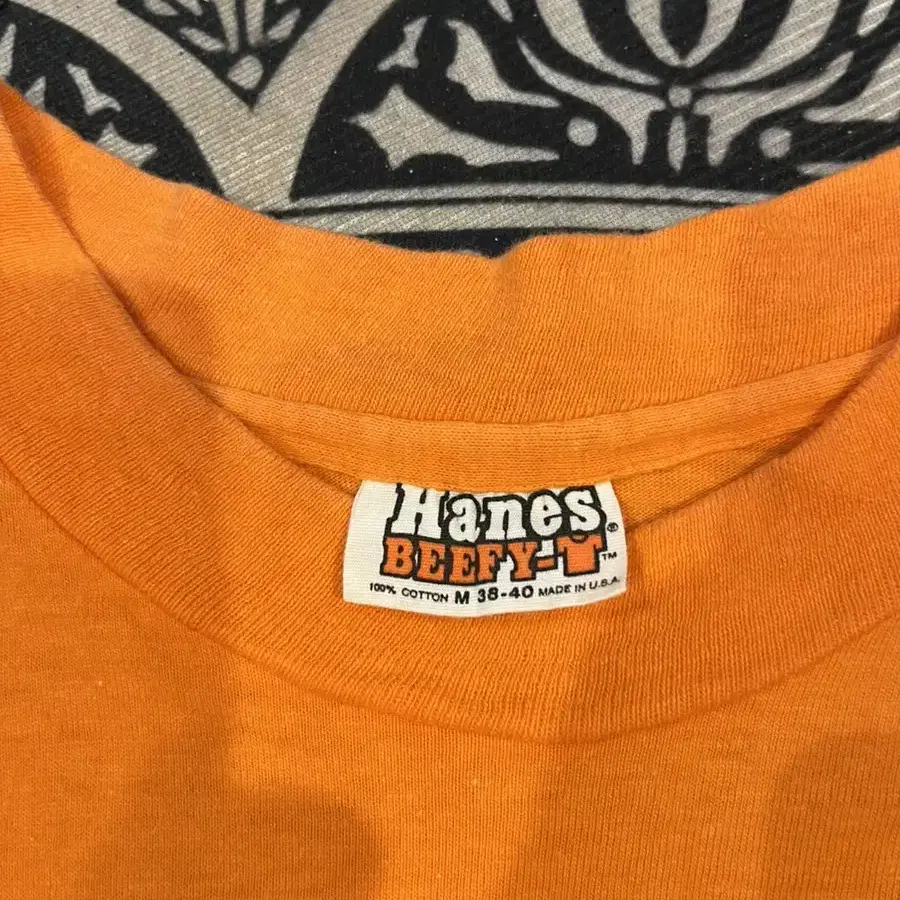 Hanes®
BEEFY-T™
100% COTTON M 38-40 MADE IN U.S.A.